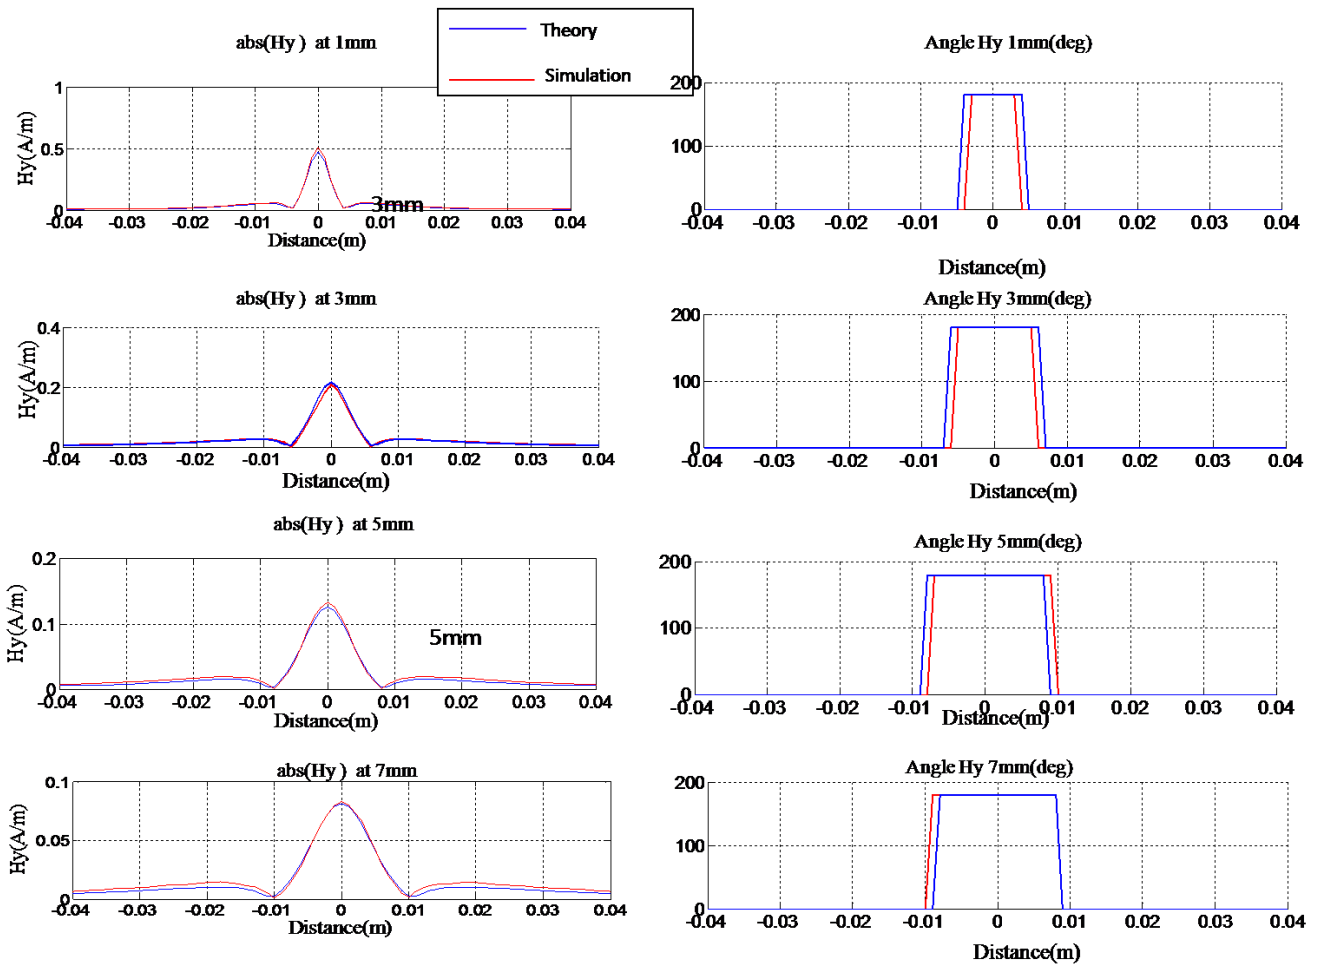 Theory
Simulation
abs(Hy ) at 1mm
Hy(A/m)
1
0.5
0
3mm
-0.04 -0.03 -0.02 -0.01 0 0.01 0.02 0.03 0.04
Distance(m)
Angle Hy 1mm(deg)
200
100
0
-0.04 -0.03 -0.02 -0.01 0 0.01 0.02 0.03 0.04
Distance(m)
abs(Hy ) at 3mm
Hy(A/m)
0.4
0.2
0
-0.04 -0.03 -0.02 -0.01 0 0.01 0.02 0.03 0.04
Distance(m)
Angle Hy 3mm(deg)
200
100
0
-0.04 -0.03 -0.02 -0.01 0 0.01 0.02 0.03 0.04
Distance(m)
abs(Hy ) at 5mm
Hy(A/m)
0.2
0.1
0
5mm
-0.04 -0.03 -0.02 -0.01 0 0.01 0.02 0.03 0.04
Distance(m)
Angle Hy 5mm(deg)
200
100
0
-0.04 -0.03 -0.02 -0.01 0 0.01 0.02 0.03 0.04
Distance(m)
abs(Hy ) at 7mm
Hy(A/m)
0.1
0.05
0
-0.04 -0.03 -0.02 -0.01 0 0.01 0.02 0.03 0.04
Distance(m)
Angle Hy 7mm(deg)
200
100
0
-0.04 -0.03 -0.02 -0.01 0 0.01 0.02 0.03 0.04
Distance(m)